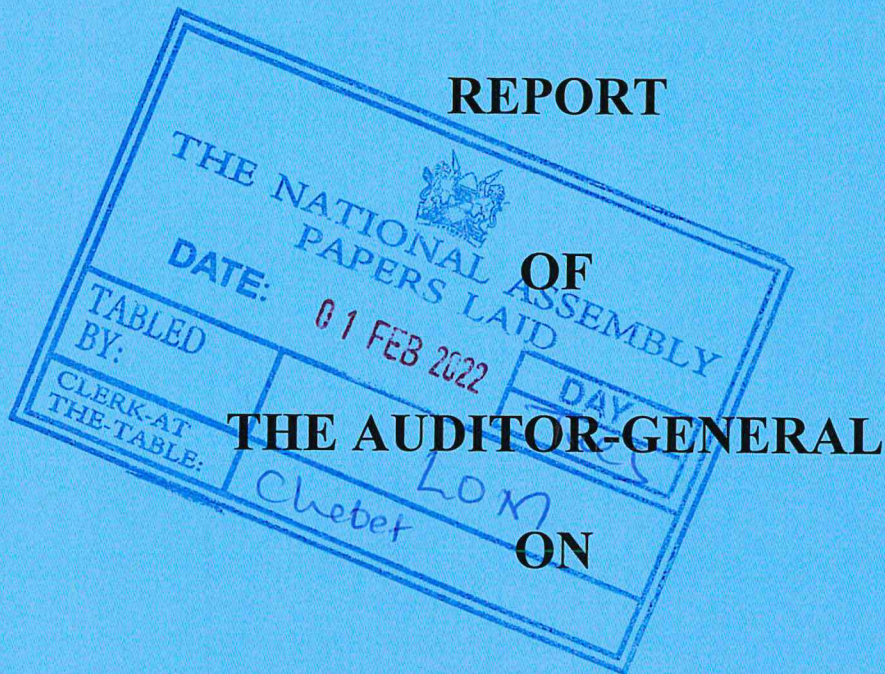 REPORT
OF
THE AUDITOR-GENERAL
ON
THE NATIONAL ASSEMBLY
PAPERS LAID
DATE: 01 FEB 2022
DAY
TABLED
BY:
LOM
CLERK-AT
THE-TABLE:
Chebet